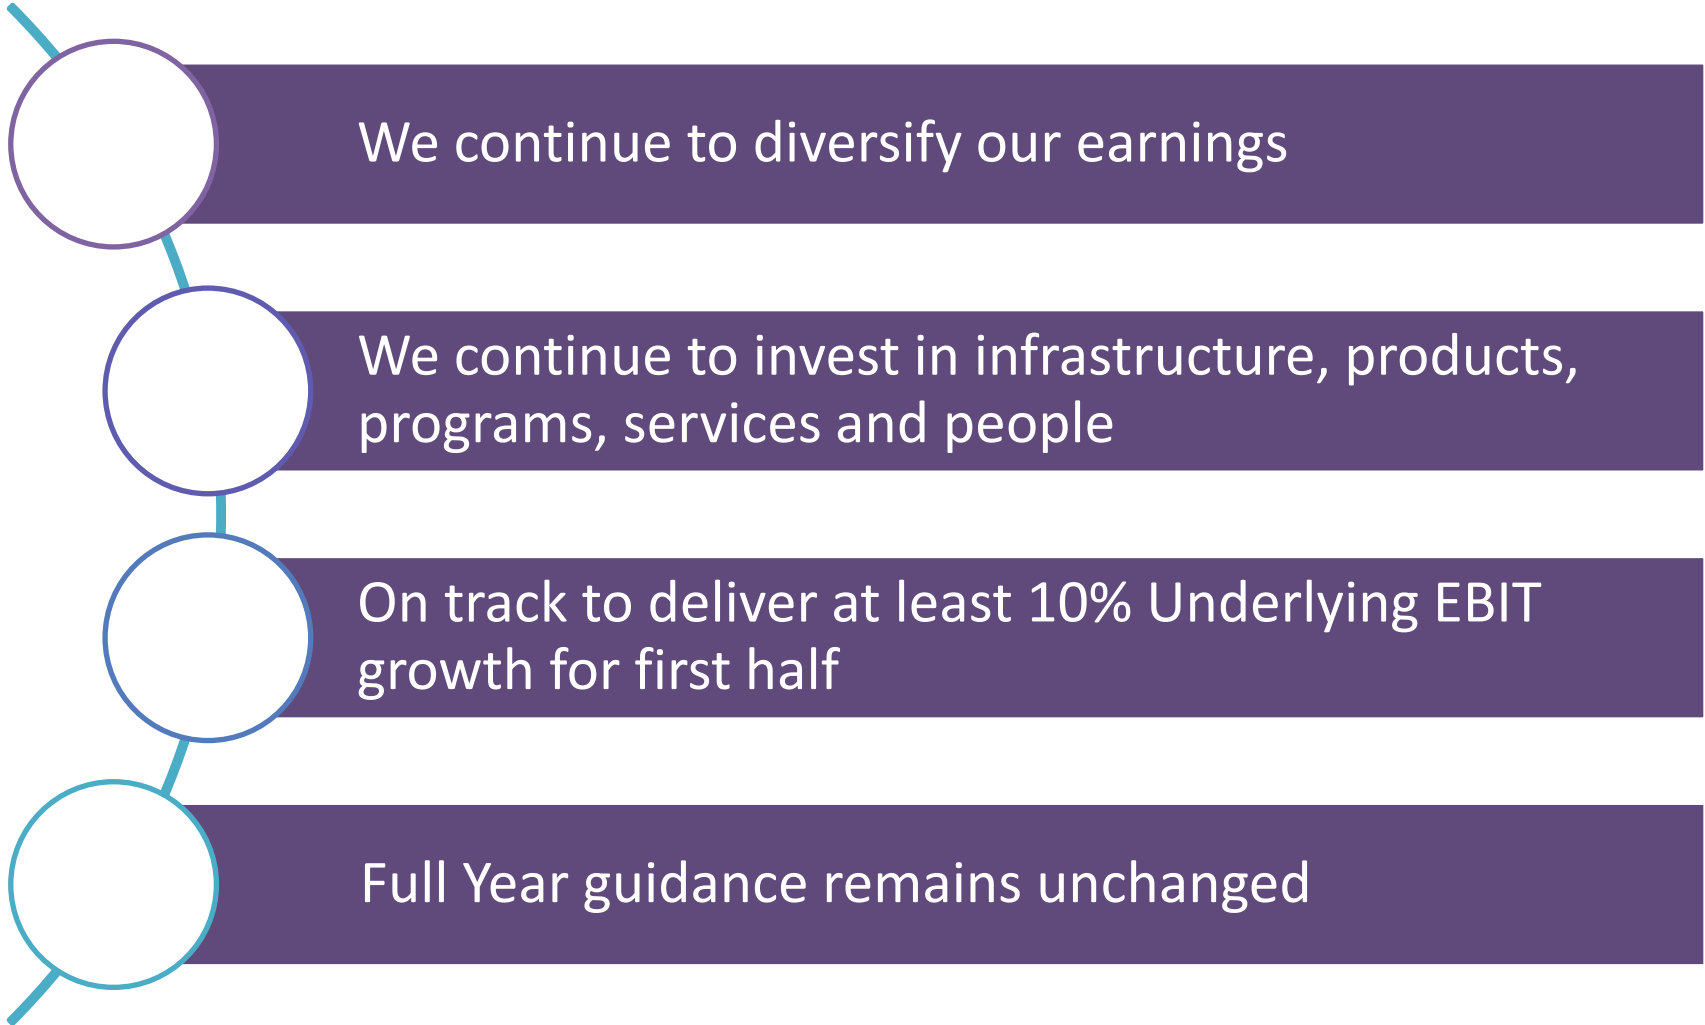 We continue to diversify our earnings
We continue to invest in infrastructure, products,
programs, services and people
On track to deliver at least 10% Underlying EBIT
growth for first half
Full Year guidance remains unchanged